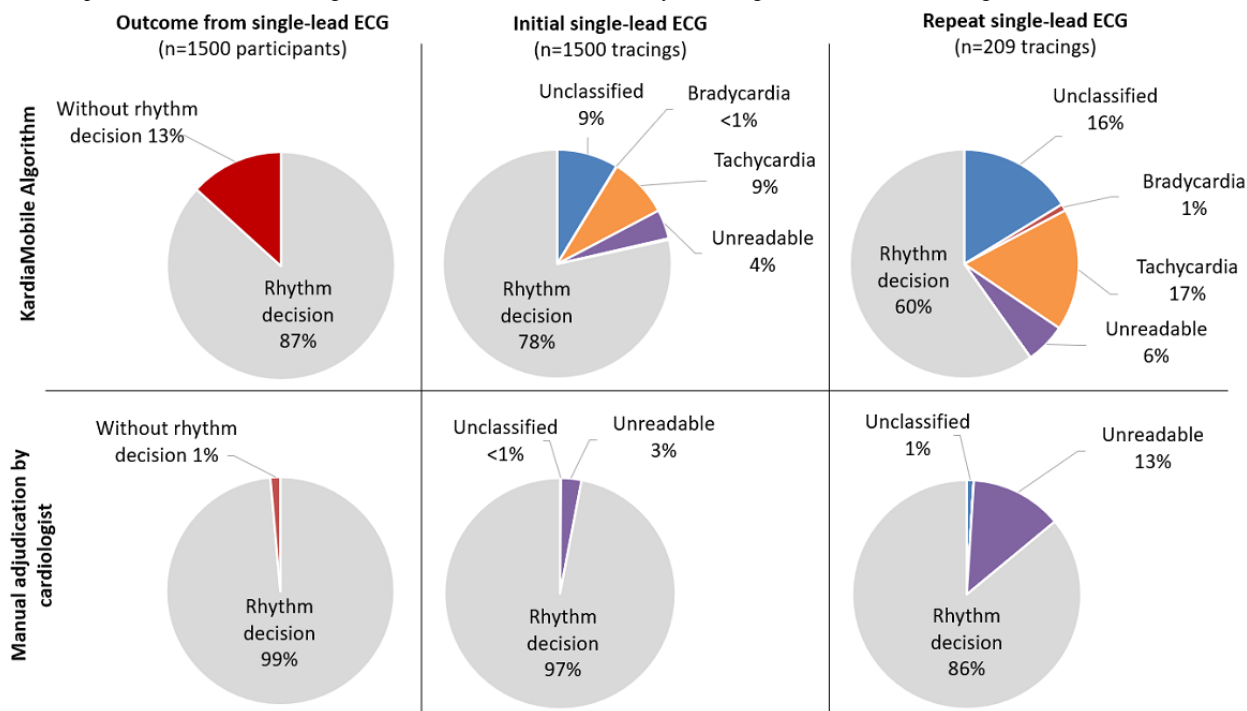 Outcome from single-lead ECG
(n=1500 participants)
Initial single-lead ECG
(n=1500 tracings)
Repeat single-lead ECG
(n=209 tracings)
KardiaMobile Algorithm
Without rhythm
decision 13%
Rhythm
decision
87%
Unclassified
9%
Bradycardia
<1%
Tachycardia
9%
Unreadable
4%
Rhythm
decision
78%
Unclassified
16%
Bradycardia
1%
Tachycardia
17%
Unreadable
6%
Rhythm
decision
60%
Manual adjudication by
cardiologist
Without rhythm
decision 1%
Rhythm
decision
99%
Unclassified
<1%
Unreadable
3%
Rhythm
decision
97%
Unclassified
1%
Unreadable
13%
Rhythm
decision
86%